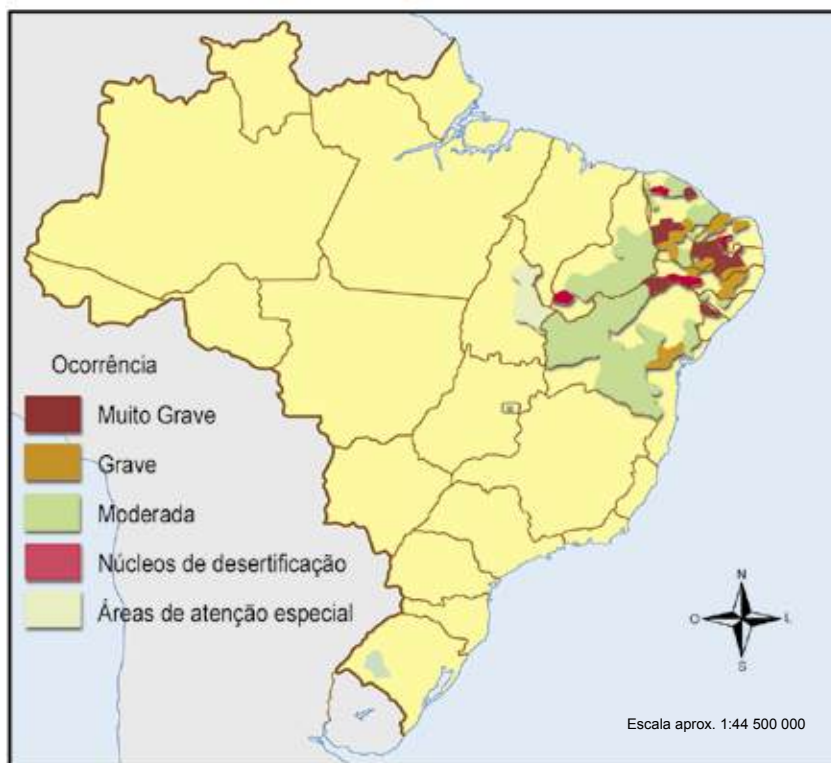 Ocorrência
Muito Grave
Grave
Moderada
Núcleos de desertificação
Áreas de atenção especial
N
O L
S
Escala aprox. 1:44 500 000